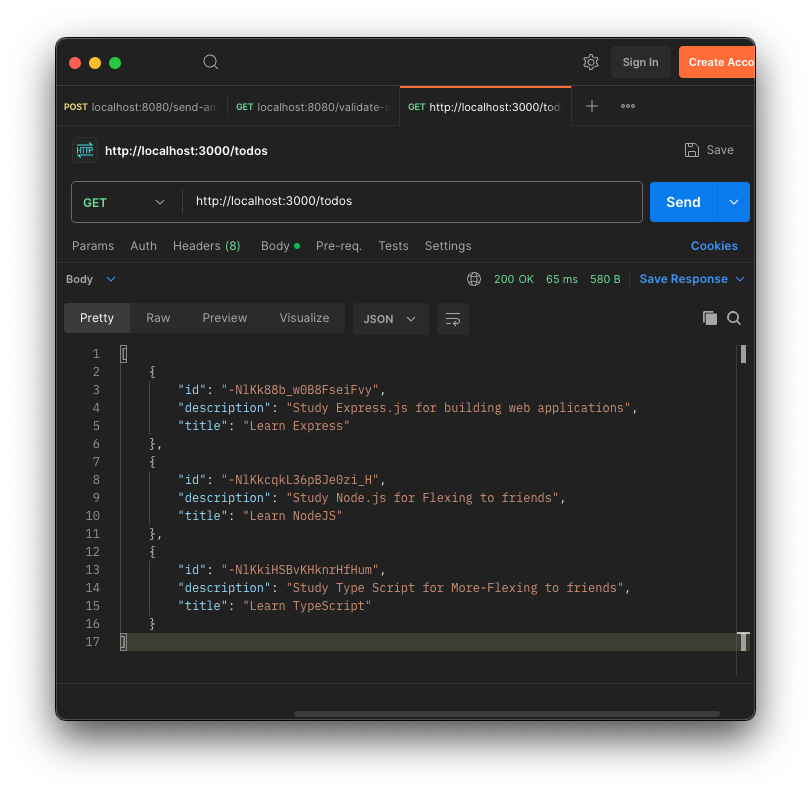 Sign In
Create Acco
POST localhost:8080/send-an
GET localhost:8080/validate-a
GET http://localhost:3000/tod
HTTP http://localhost:3000/todos
Save
GET http://localhost:3000/todos
Send
Params Auth Headers (8) Body Pre-req. Tests Settings Cookies
Body 200 OK 65 ms 580 B Save Response
Pretty Raw Preview Visualize JSON
1 [
2 {
3 "id": "-NlKk88b_w0B8FseiFvy",
4 "description": "Study Express.js for building web applications",
5 "title": "Learn Express"
6 },
7 {
8 "id": "-NlKkcqkL36pBJe0zi_H",
9 "description": "Study Node.js for Flexing to friends",
10 "title": "Learn NodeJS"
11 },
12 {
13 "id": "-NlKkiHSBvKHknrHfHum",
14 "description": "Study Type Script for More-Flexing to friends",
15 "title": "Learn TypeScript"
16 }
17 ]